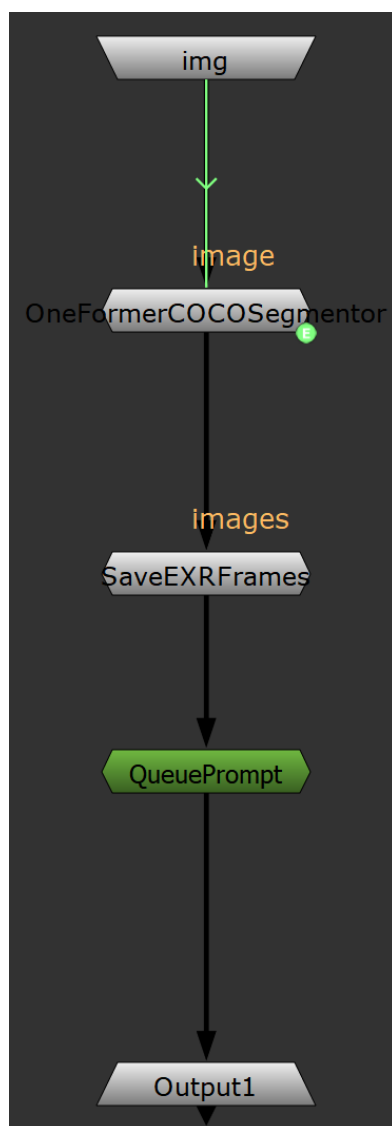 img
image
OneFormerCOCOSegmentor
E
images
SaveEXRFrames
QueuePrompt
Output1